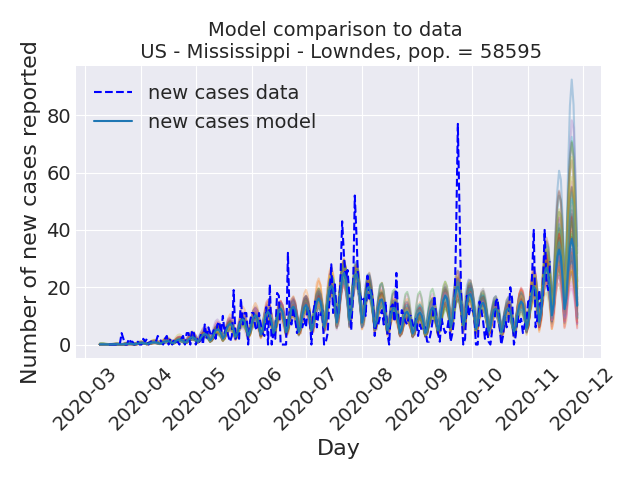 Model comparison to data
US - Mississippi - Lowndes, pop. = 58595
Number of new cases reported
80
60
40
20
0
new cases data
new cases model
2020-03
2020-04
2020-05
2020-06
2020-07
2020-08
2020-09
2020-10
2020-11
2020-12
Day